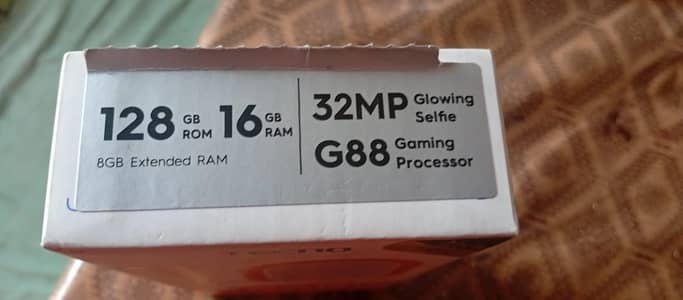 128 GB ROM 16 GB RAM
8GB Extended RAM
32MP Glowing Selfie
G88 Gaming Processor